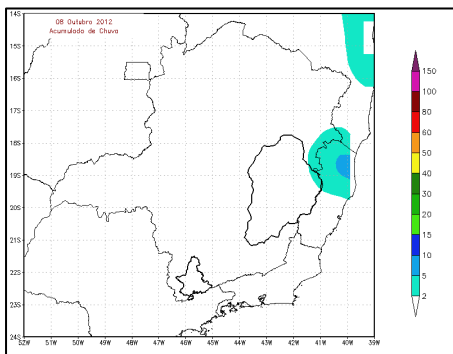 08 Outubro 2012
Acumulado de Chuva
14S
15S
16S
17S
18S
19S
20S
21S
22S
23S
24S
52W 51W 50W 49W 48W 47W 46W 45W 44W 43W 42W 41W 40W 39W
150
100
80
60
50
40
30
20
15
10
5
2